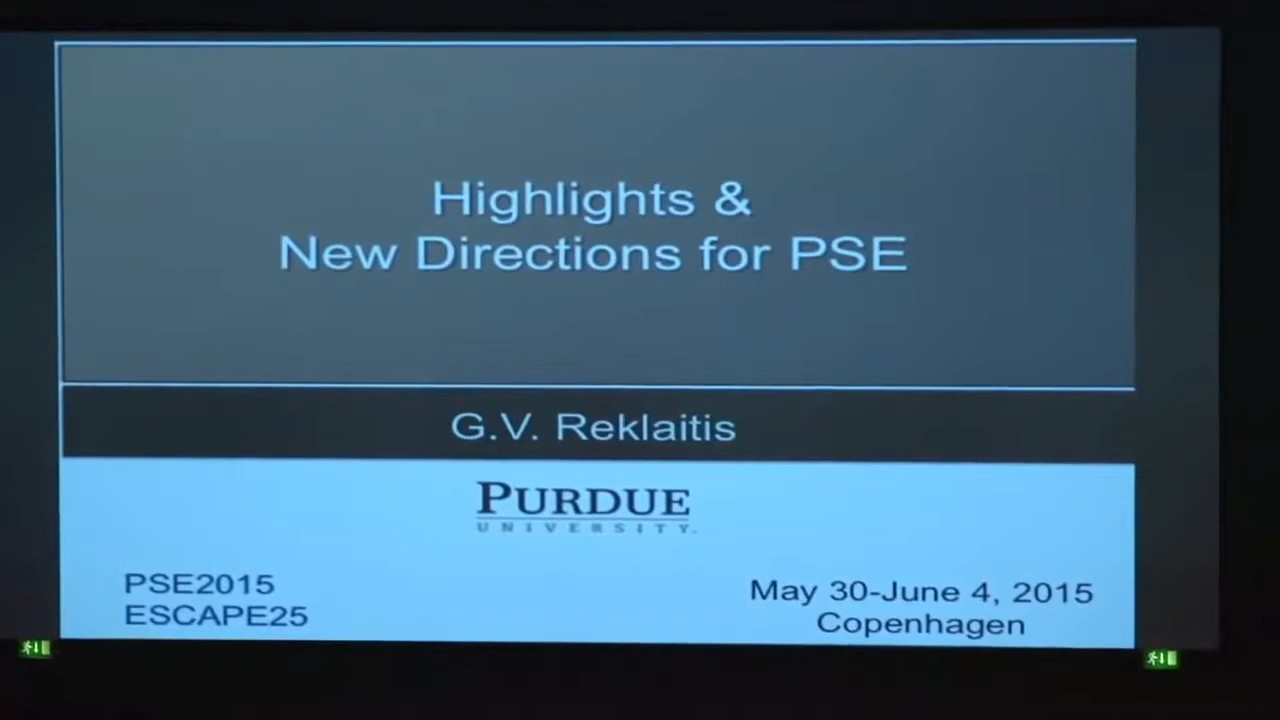 Highlights &
New Directions for PSE
G.V. Reklaitis
PURDUE
UNIVERSITY.
PSE2015
ESCAPE25
May 30-June 4, 2015
Copenhagen